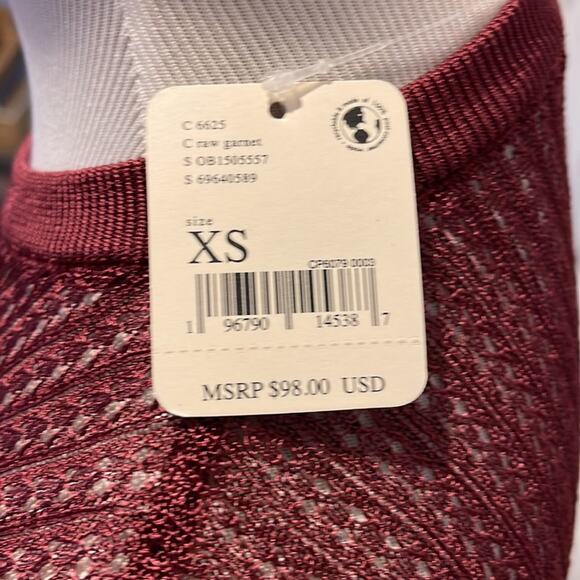 C 6625
C raw garnet
S OB1505557
S 69640589
size
XS
CP6079 0003
1 96790 14538 7
MSRP $98.00 USD